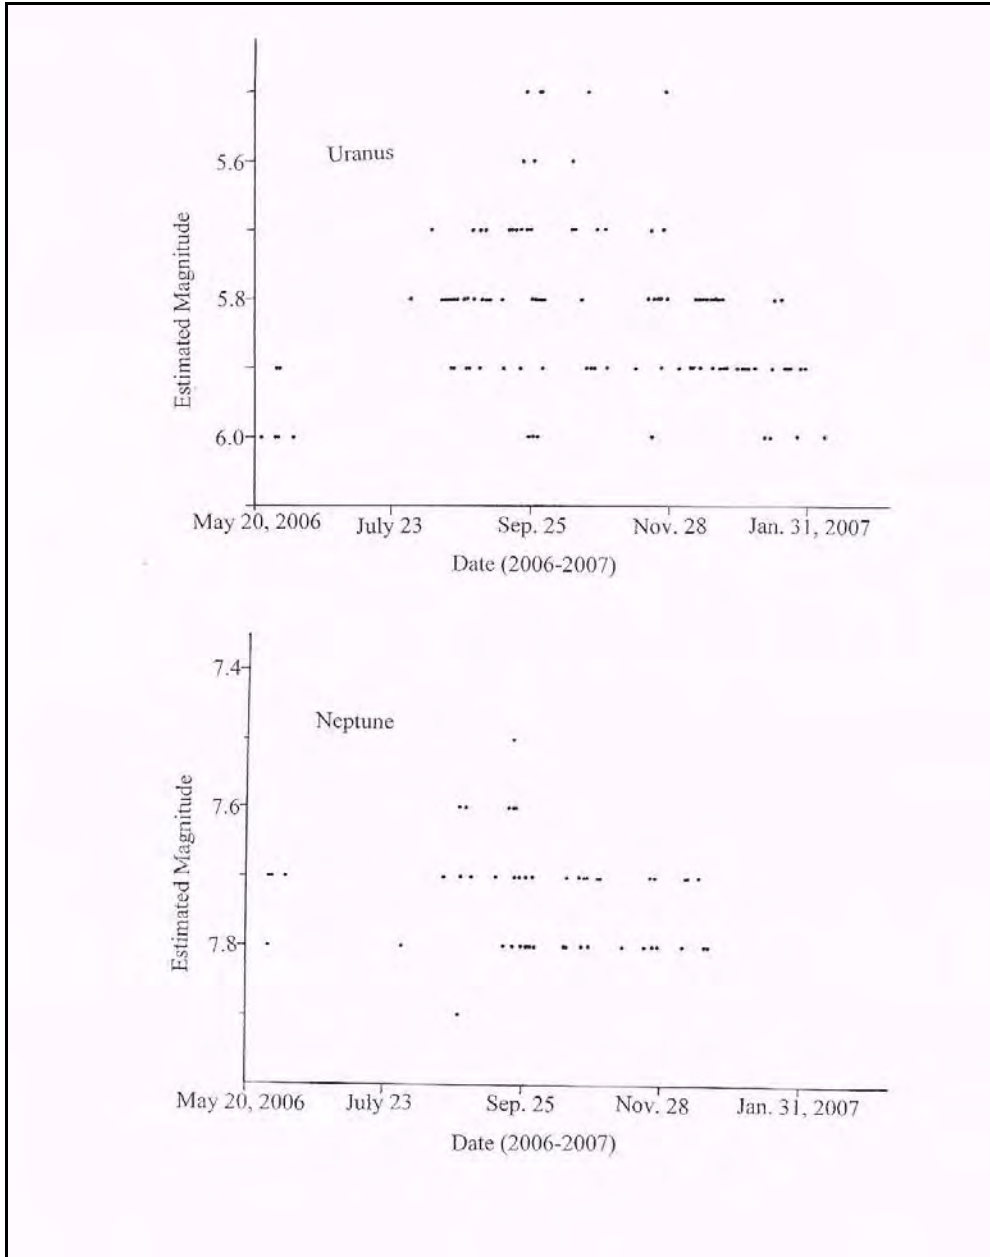 Uranus
5.6
5.8
6.0
Estimated Magnitude
May 20, 2006 July 23 Sep. 25 Nov. 28 Jan. 31, 2007
Date (2006-2007)
7.4
Neptune
7.6
7.8
Estimated Magnitude
May 20, 2006 July 23 Sep. 25 Nov. 28 Jan. 31, 2007
Date (2006-2007)